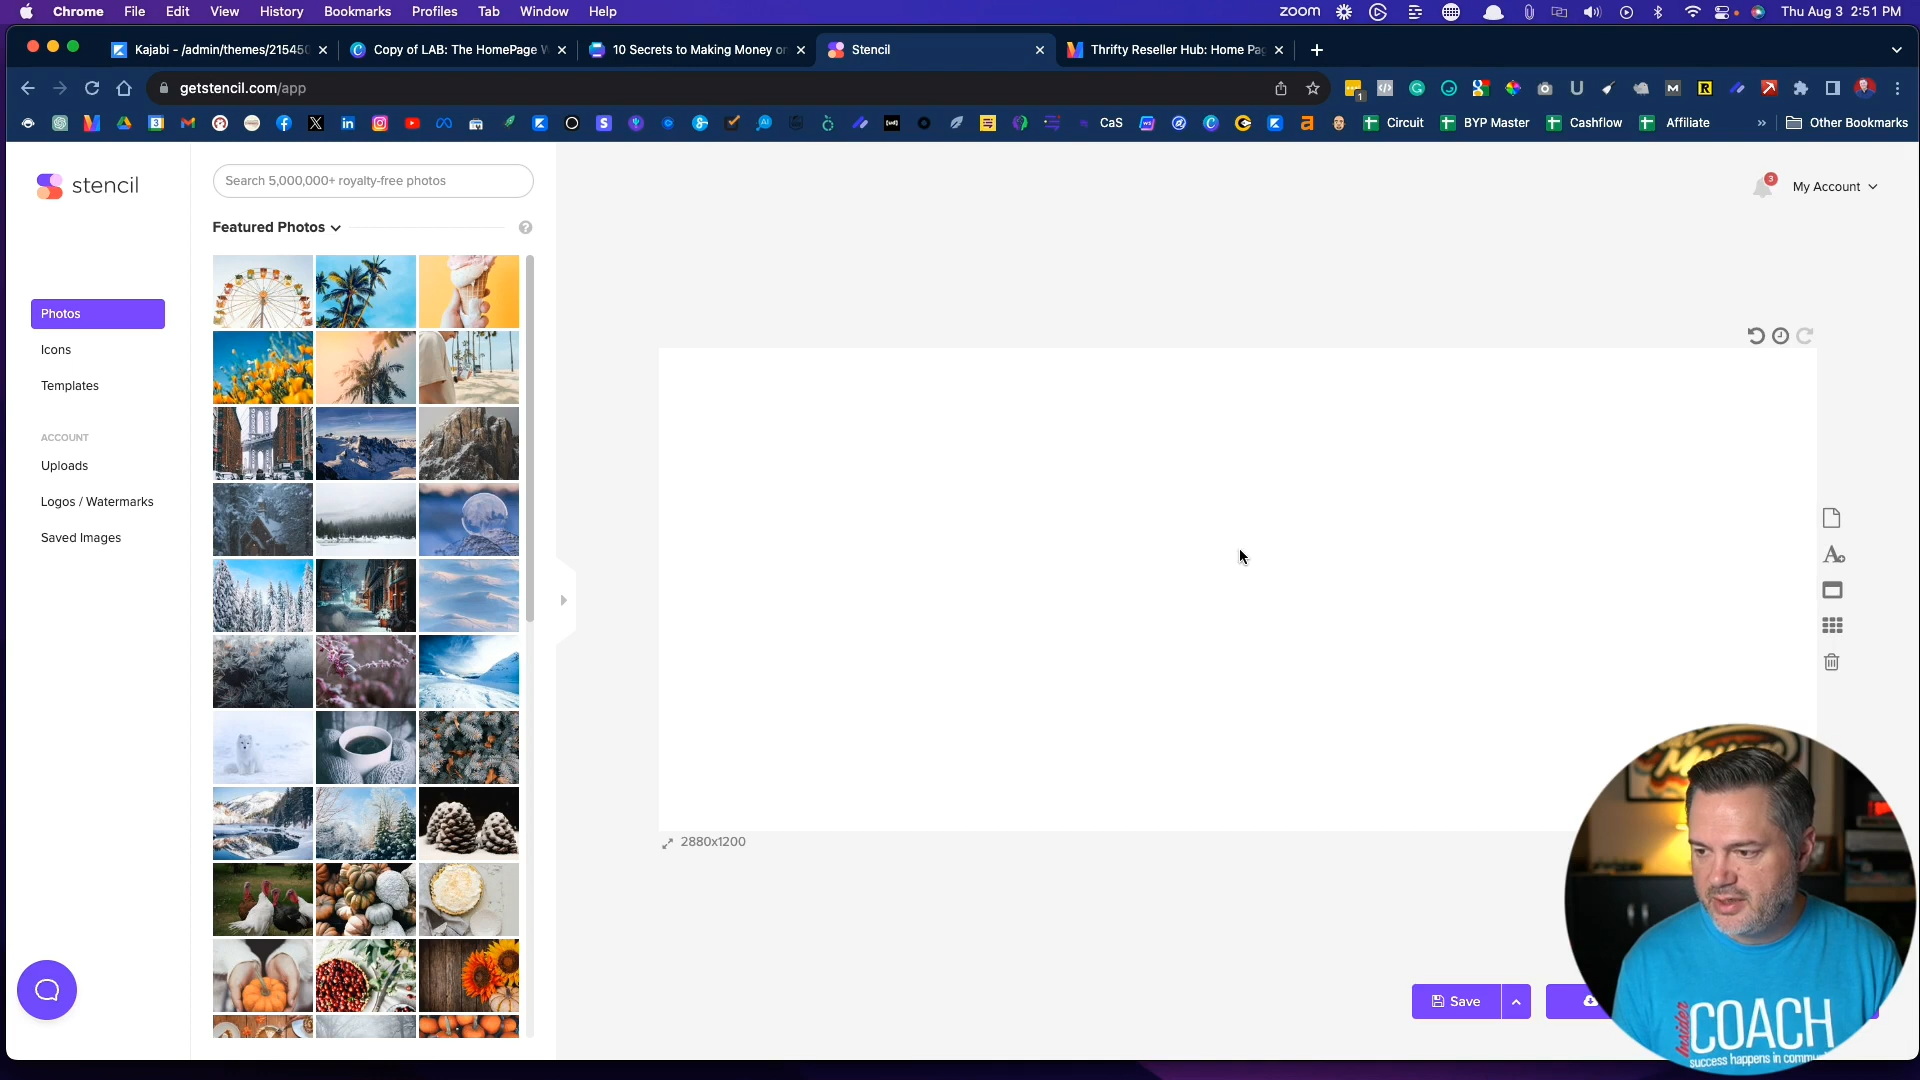 Chrome File Edit View History Bookmarks Profiles Tab Window Help zoom Thu Aug 3 2:51 PM
Kajabi - /admin/themes/21545 Copy of LAB: The HomePage 10 Secrets to Making Money Stencil Thrifty Reseller Hub: Home
getstencil.com/app
1
CaS Circuit BYP Master Cashflow Affiliate » Other Bookmarks
stencil
Search 5,000,000+ royalty-free photos
3 My Account
Featured Photos
Photos
Icons
Templates
ACCOUNT
Uploads
Logos / Watermarks
Saved Images
2880x1200
Save
Insider
COACH
success happens in